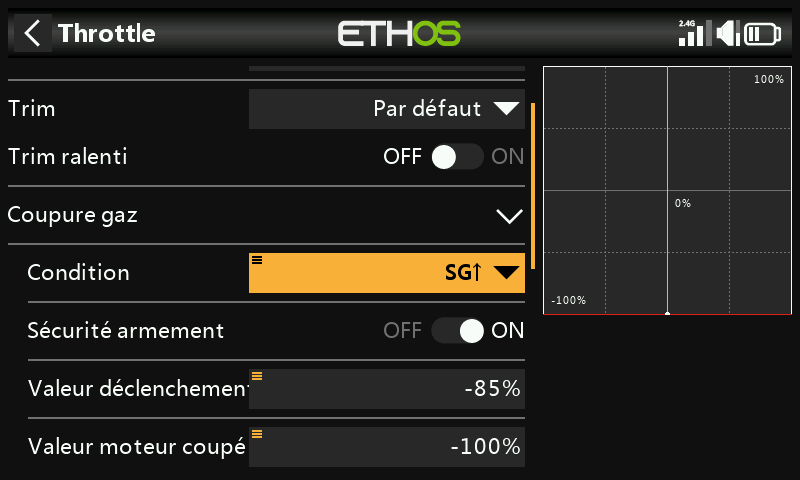 Throttle
ETHOS
2.4G
Trim
Par défaut
Trim ralenti
OFF
ON
Coupure gaz
Condition
SG↑
Sécurité armement
OFF
ON
Valeur déclenchement
-85%
Valeur moteur coupé
-100%
100%
0%
-100%